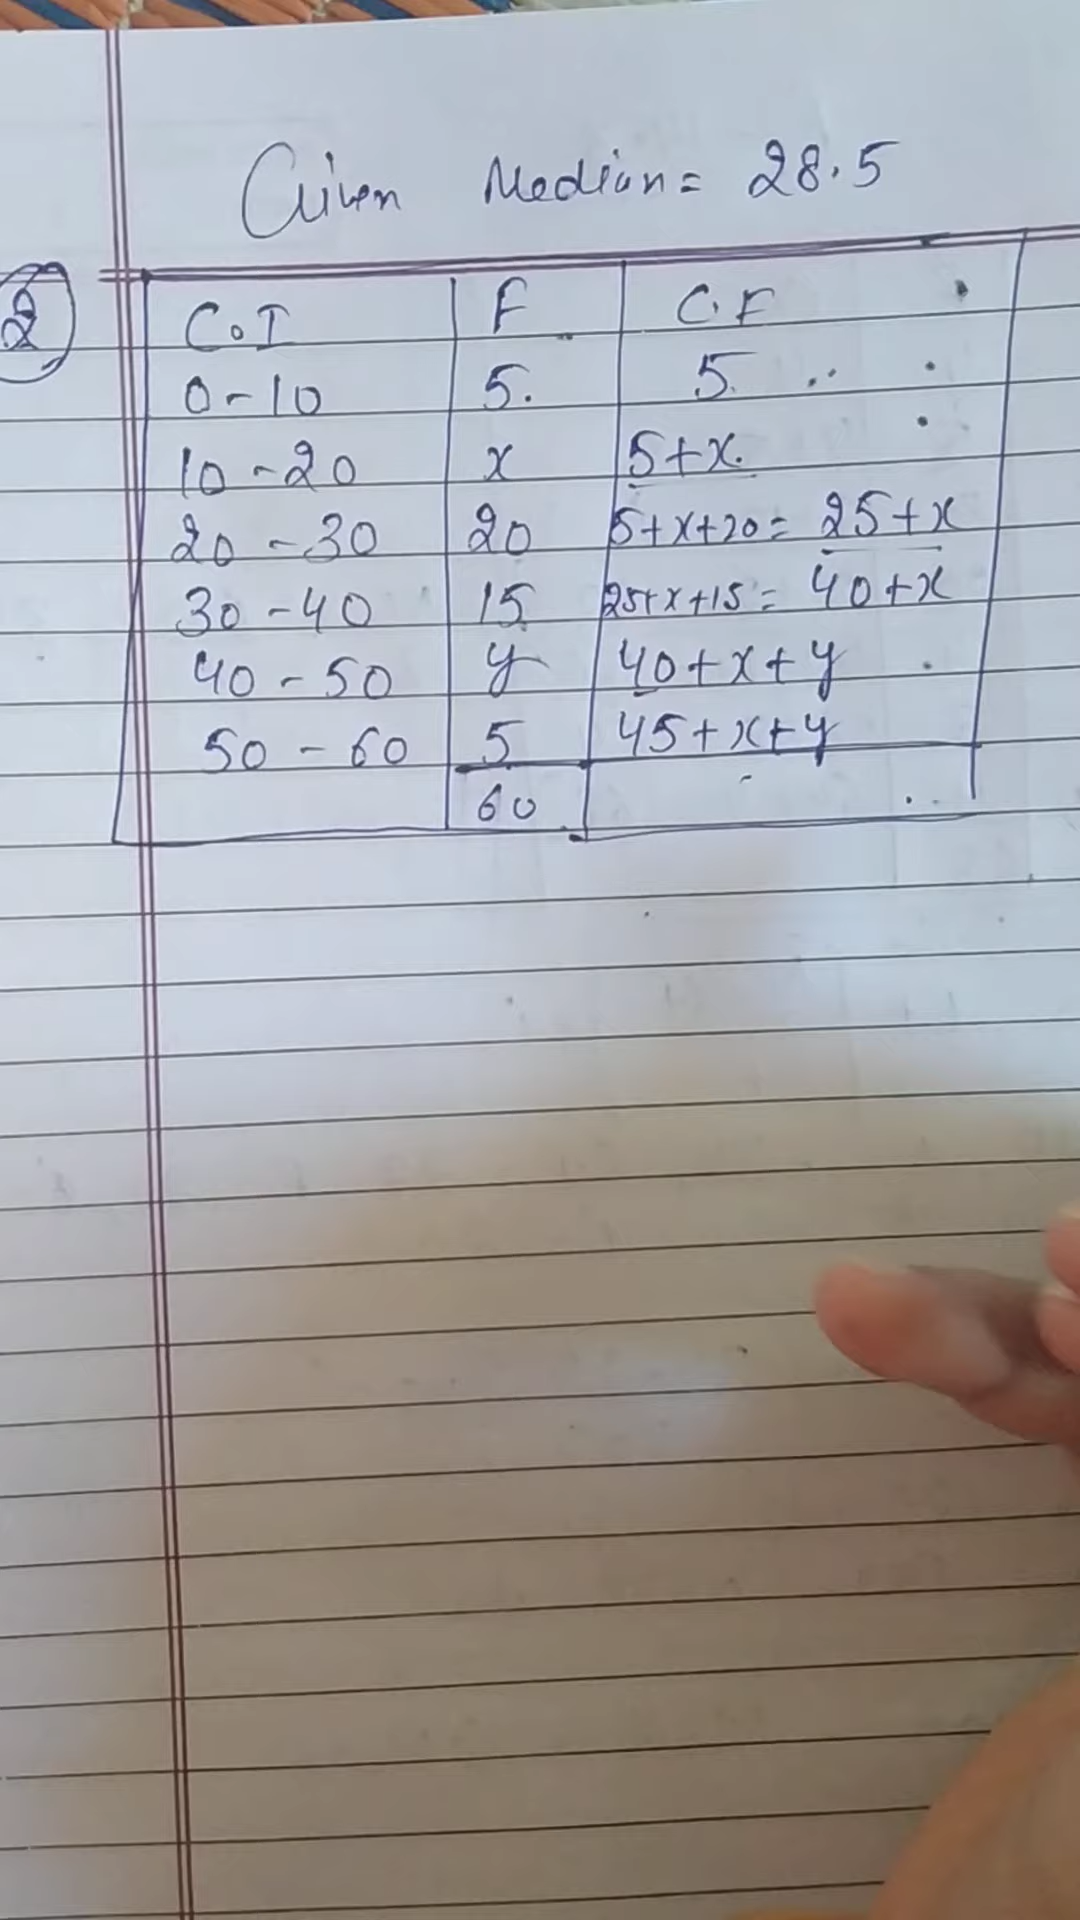 Given Median = 28.5
2
C.I F C.F
0-10 5. 5.
10-20 x 5+x.
20-30 20 5+x+20 = 25+x
30-40 15 25+x+15 = 40+x
40-50 y 40+x+y
50-60 5 45+x+y
60